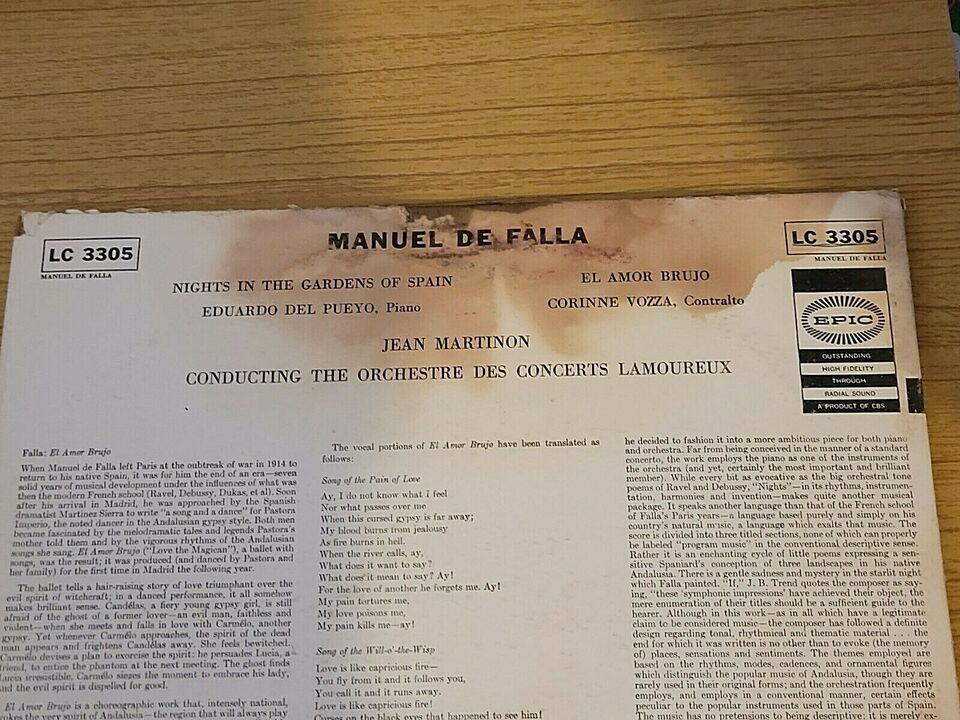 LC 3305
MANUEL DE FALLA
MANUEL DE FALLA
LC 3305
MANUEL DE FALLA
NIGHTS IN THE GARDENS OF SPAIN
EDUARDO DEL PUEYO, Piano
EL AMOR BRUJO
CORINNE VOZZA, Contralto
JEAN MARTINON
CONDUCTING THE ORCHESTRE DES CONCERTS LAMOUREUX
EPIC
OUTSTANDING
HIGH FIDELITY
THROUGH
RADIAL SOUND
A PRODUCT OF CBS
Falla: El Amor Brujo
When Manuel de Falla left Paris at the outbreak of war in 1914 to
return to his native Spain, it was for him the end of an era—seven
solid years of musical development under the influences of what was
then the modern French school (Ravel, Debussy, Dukas, et al). Soon
after his arrival in Madrid, he was approached by the Spanish
dramatist Martinez Sierra to write "a song and a dance" for Pastora
Imperio, the noted dancer in the Andalusian gypsy style. Both men
became fascinated by the melodramatic tales and legends Pastora's
mother told them and by the vigorous rhythms of the Andalusian
songs she sang. El Amor Brujo ("Love the Magican"), a ballet with
songs, was the result; it was produced (and danced by Pastora and
her family) for the first time in Madrid the following year.
The ballet tells a hair-raising story of love triumphant over the
evil spirit of witchcraft; in a danced performance, it all somehow
makes brilliant sense. Candélas, a fiery young gypsy girl, is still
afraid of the ghost of a former lover—an evil man, faithless and
violent—when she meets and falls in love with Carmélo, another
gypsy. Yet whenever Carmélo approaches, the spirit of the dead
man appears and frightens Candélas away. She feels bewitched.
Carmélo devises a plan to exorcise the spirit: he persuades Lucia, a
friend, to entice the phantom at the next meeting. The ghost finds
Lucia irresistible, Carmélo siezes the moment to embrace his lady,
and the evil spirit is dispelled for good.
El Amor Brujo is a choreographic work that, intensely national,
evokes the very spirit of Andalusia—the region that will always play
The vocal portions of El Amor Brujo have been translated as
follows:
Song of the Pain of Love
Ay, I do not know what I feel
Nor what passes over me
When this cursed gypsy is far away;
My blood burns from jealousy
As fire burns in hell.
When the river calls, ay,
What does it want to say?
What does it mean to say? Ay!
For the love of another he forgets me. Ay!
My pain tortures me,
My love poisons me,
My pain kills me—ay!
Song of the Will-o'-the-Wisp
Love is like capricious fire—
You fly from it and it follows you,
You call it and it runs away.
Love is like capricious fire!
Curses on the black eyes that happened to see him!
he decided to fashion it into a more ambitious piece for both piano
and orchestra. Far from being conceived in the manner of a standard
concerto, the work employs the piano as one of the instruments of
the orchestra (and yet, certainly the most important and brilliant
member). While every bit as evocative as the big orchestral tone
poems of Ravel and Debussy, "Nights"—in its rhythms, instrumen-
tation, harmonies and invention—makes quite another musical
package. It speaks another language than that of the French school
of Falla's Paris years—a language based purely and simply on his
country's natural music, a language which exalts that music. The
score is divided into three titled sections, none of which can properly
be labeled "program music" in the conventional descriptive sense.
Rather is an enchanting cycle of little poems expressing a sen-
sitive Spaniard's conception of three landscapes in his native
Andalusia. There is a gentle sadness and mystery in the starlit night
which Falla painted. "If," J. B. Trend quotes the composer as say-
ing, "these 'symphonic impressions' have achieved their object, the
mere enumeration of their titles should be a sufficient guide to the
hearer. Although in this work—as in all which have a legitimate
claim to be considered music—the composer has followed a definite
design regarding tonal, rhythmical and thematic material . . . the
end for which it was written is no other than to evoke (the memory
of) places, sensations and sentiments. The themes employed are
based on the rhythms, modes, cadences, and ornamental figures
which distinguish the popular music of Andalusia, though they are
rarely used in their original forms; and the orchestration frequently
employs, and employs in a conventional manner, certain effects
peculiar to the popular instruments used in those parts of Spain.
The music has no pretensions to being descriptive: it is merely ex-